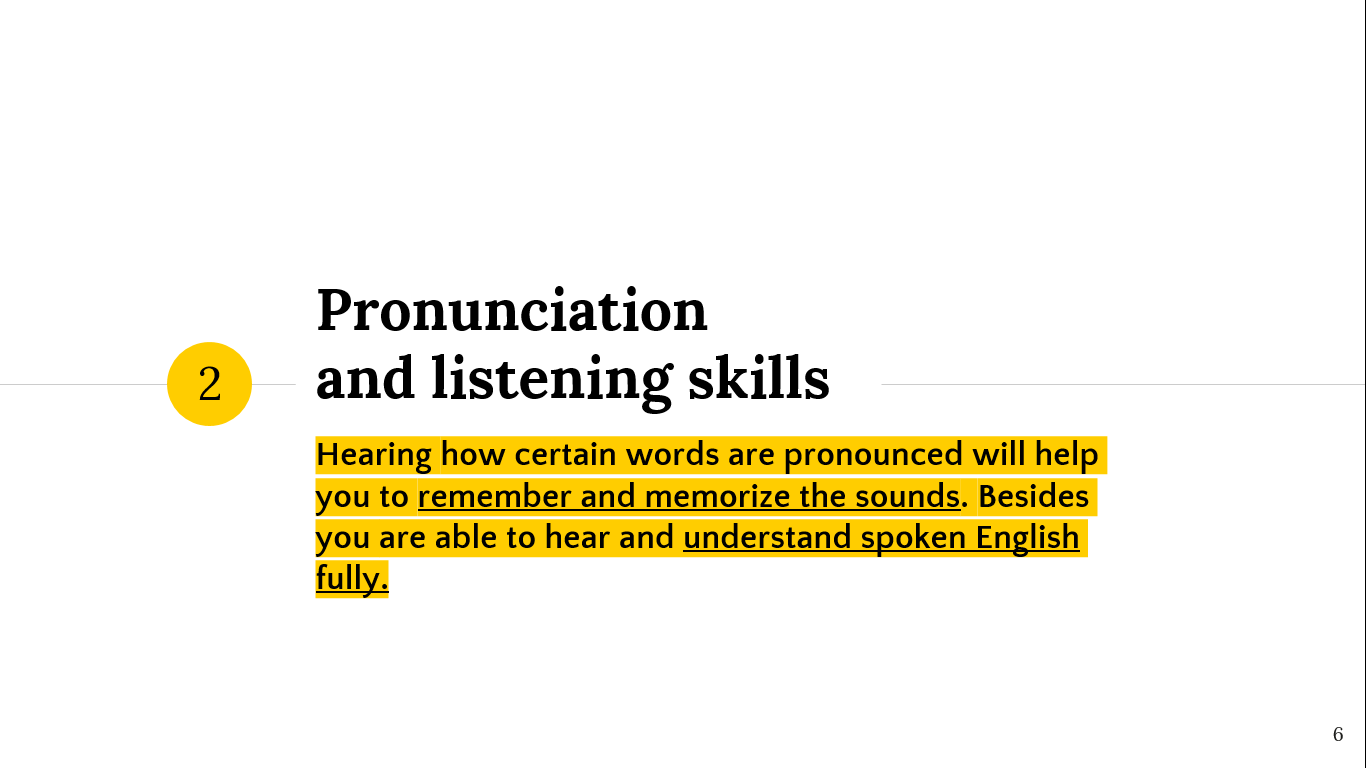 Pronunciation
2
and listening skills
Hearing how certain words are pronounced will help
you to remember and memorize the sounds. Besides
you are able to hear and understand spoken English
fully.
6